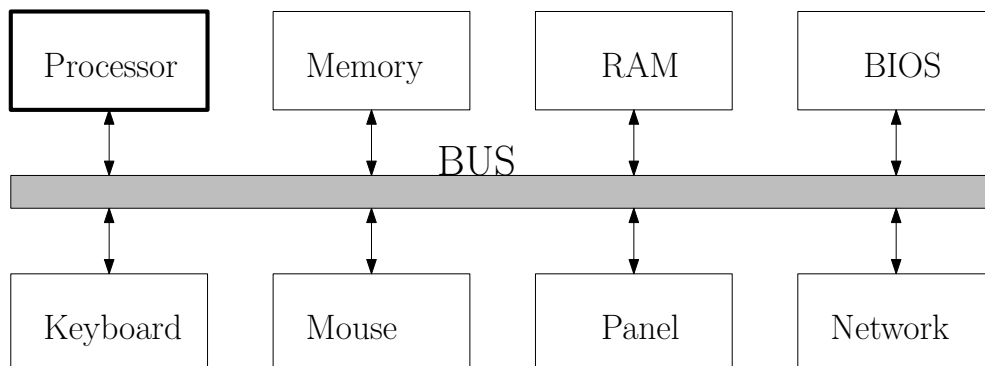 Processor
Memory
RAM
BIOS
BUS
Keyboard
Mouse
Panel
Network